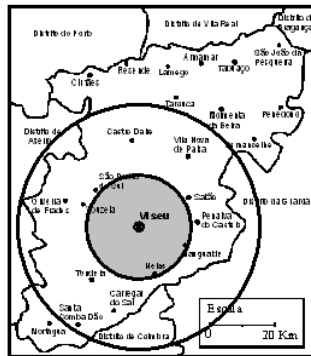 Distrito do Porto
Distrito de Vila Real
Distrito de
Bragança
Armamar
São João da
Pesqueira
Resende
Lamego
Tabuaço
Cinfães
Tarouca
Moimenta
da Beira
Penedono
Distrito de
Aveiro
Castro Daire
Vila Nova
de Paiva
Sernancelhe
São Pedro
do Sul
Oliveira
de Frades
Vouzela
Satão
Distrito da Guarda
Viseu
Penalva
do Castelo
Mangualde
Nelas
Tondela
Carregal
do Sal
Santa
Comba Dão
Mortágua
Distrito de Coimbra
Escala
0
20 Km